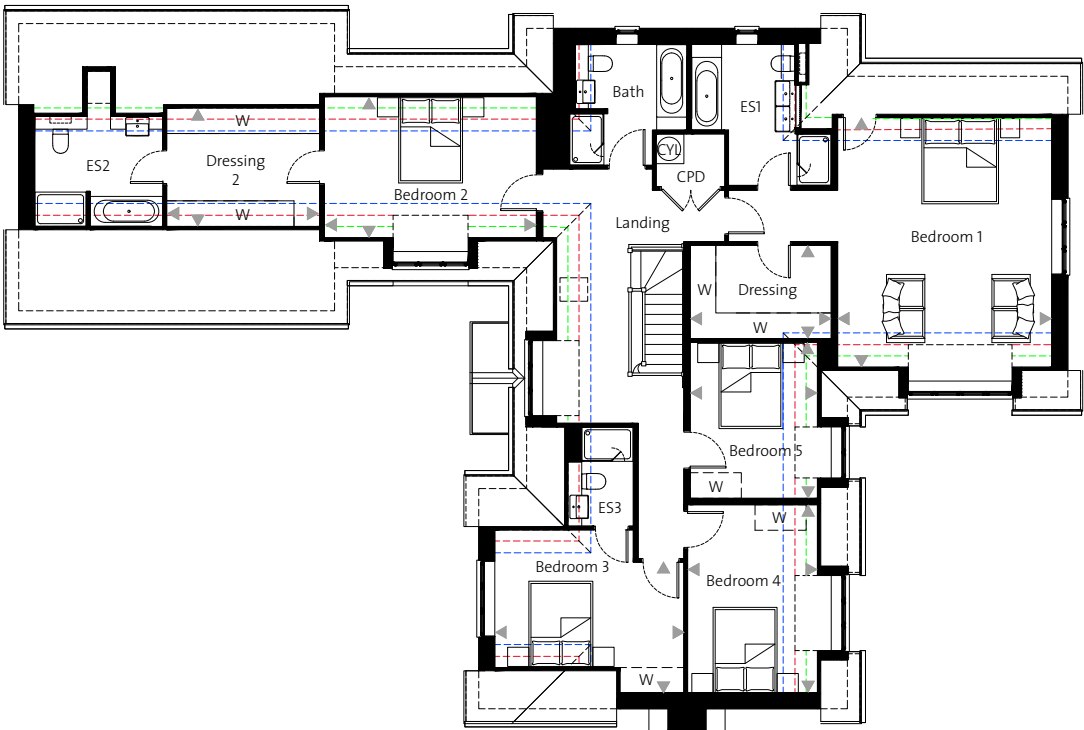 Bath
ES1
W
CYL
ES2
Dressing
2
CPD
Bedroom 2
W
Landing
Bedroom 1
W
Dressing
W
Bedroom 5
W
W
ES3
Bedroom 3
Bedroom 4
W